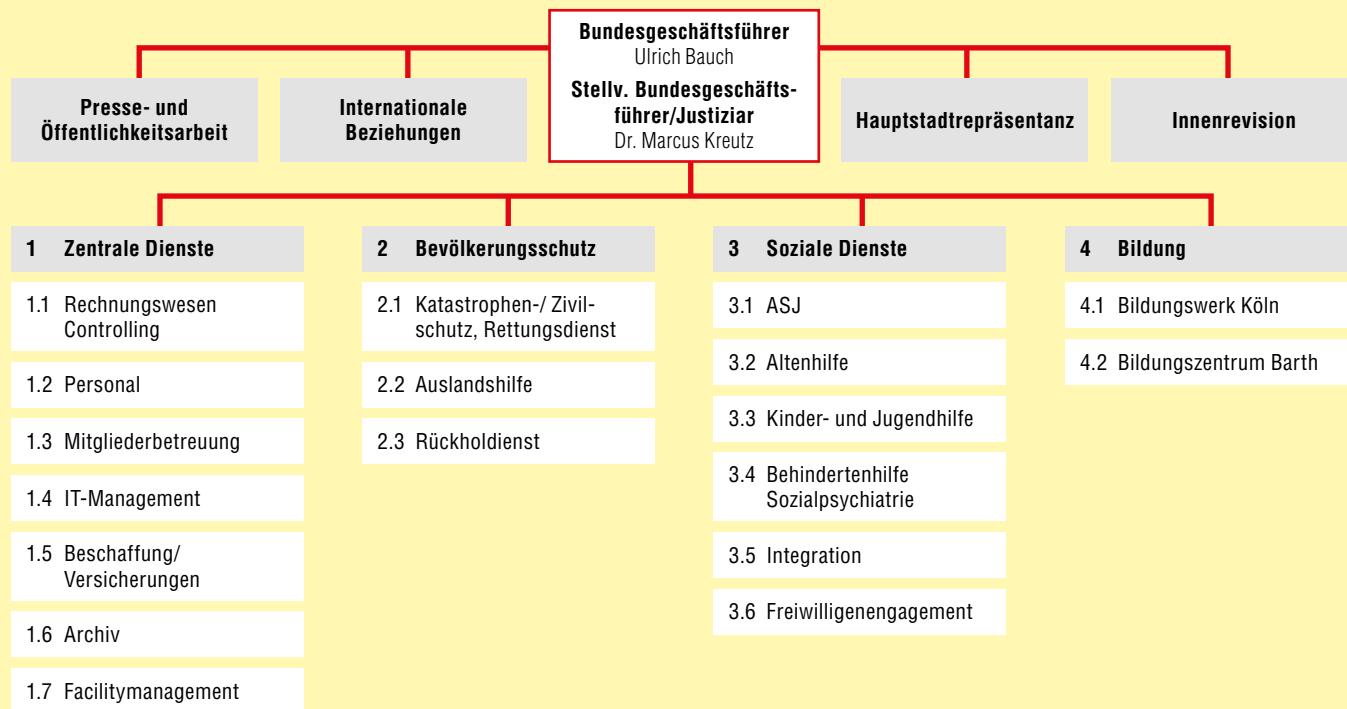 Bundesgeschäftsführer
Ulrich Bauch
Stellv. Bundesgeschäfts-
führer/Justiziar
Dr. Marcus Kreutz
Presse- und
Öffentlichkeitsarbeit
Internationale
Beziehungen
Hauptstadtrepräsentanz
Innenrevision
1 Zentrale Dienste
1.1 Rechnungswesen
Controlling
1.2 Personal
1.3 Mitgliederbetreuung
1.4 IT-Management
1.5 Beschaffung/
Versicherungen
1.6 Archiv
1.7 Facilitymanagement
2 Bevölkerungsschutz
2.1 Katastrophen-/ Zivil-
schutz, Rettungsdienst
2.2 Auslandshilfe
2.3 Rückholdienst
3 Soziale Dienste
3.1 ASJ
3.2 Altenhilfe
3.3 Kinder- und Jugendhilfe
3.4 Behindertenhilfe
Sozialpsychiatrie
3.5 Integration
3.6 Freiwilligenengagement
4 Bildung
4.1 Bildungswerk Köln
4.2 Bildungszentrum Barth